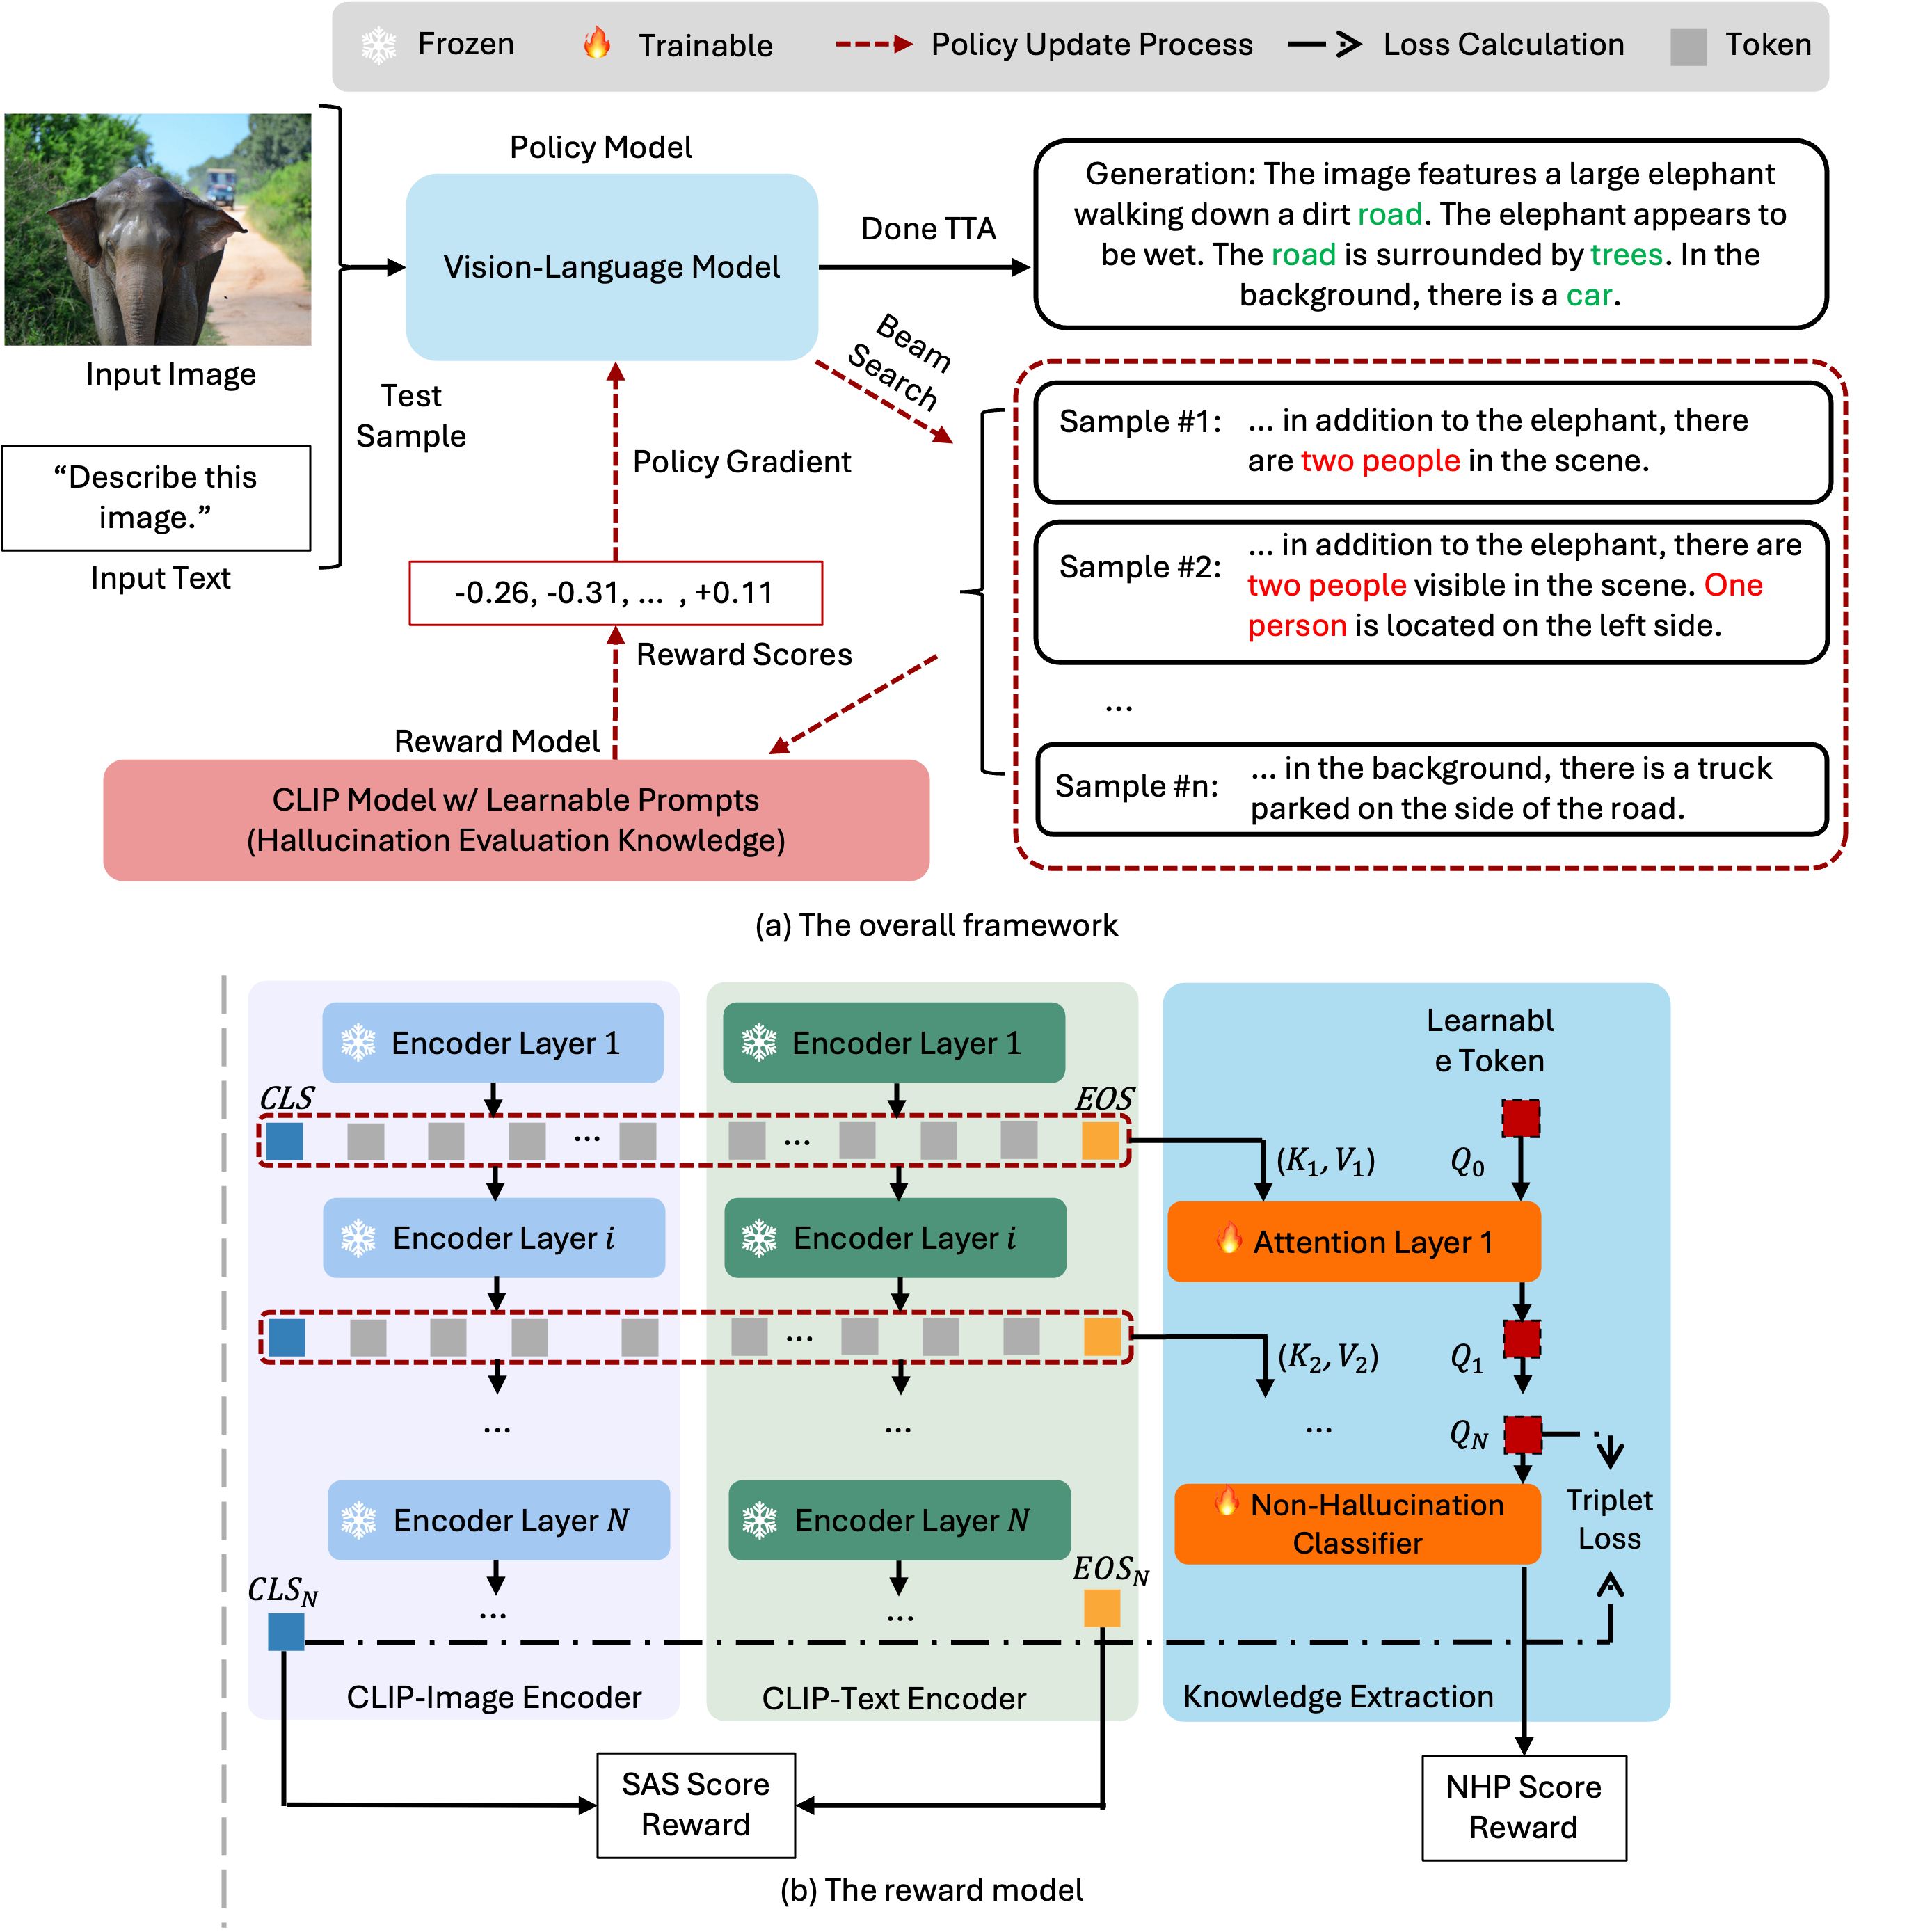 Frozen
Trainable
Policy Update Process
Loss Calculation
Token
Policy Model
Vision-Language Model
Done TTA
Generation: The image features a large elephant
walking down a dirt road. The elephant appears to
be wet. The road is surrounded by trees. In the
background, there is a car.
Input Image
Test
Sample
Beam
Search
“Describe this
image.”
Input Text
Policy Gradient
-0.26, -0.31, ... , +0.11
Reward Scores
Reward Model
CLIP Model w/ Learnable Prompts
(Hallucination Evaluation Knowledge)
Sample #1:
... in addition to the elephant, there
are two people in the scene.
Sample #2:
... in addition to the elephant, there are
two people visible in the scene. One
person is located on the left side.
...
Sample #n:
... in the background, there is a truck
parked on the side of the road.
(a) The overall framework
Encoder Layer 1
Encoder Layer 1
Learnabl
e Token
CLS
EOS
...
...
(K₁, V₁)
Q₀
Encoder Layer i
Encoder Layer i
Attention Layer 1
...
(K₂, V₂)
Q₁
...
...
...
Q_N
Encoder Layer N
Encoder Layer N
Non-Hallucination
Classifier
Triplet
Loss
CLS_N
EOS_N
...
...
CLIP-Image Encoder
CLIP-Text Encoder
Knowledge Extraction
SAS Score
Reward
NHP Score
Reward
(b) The reward model